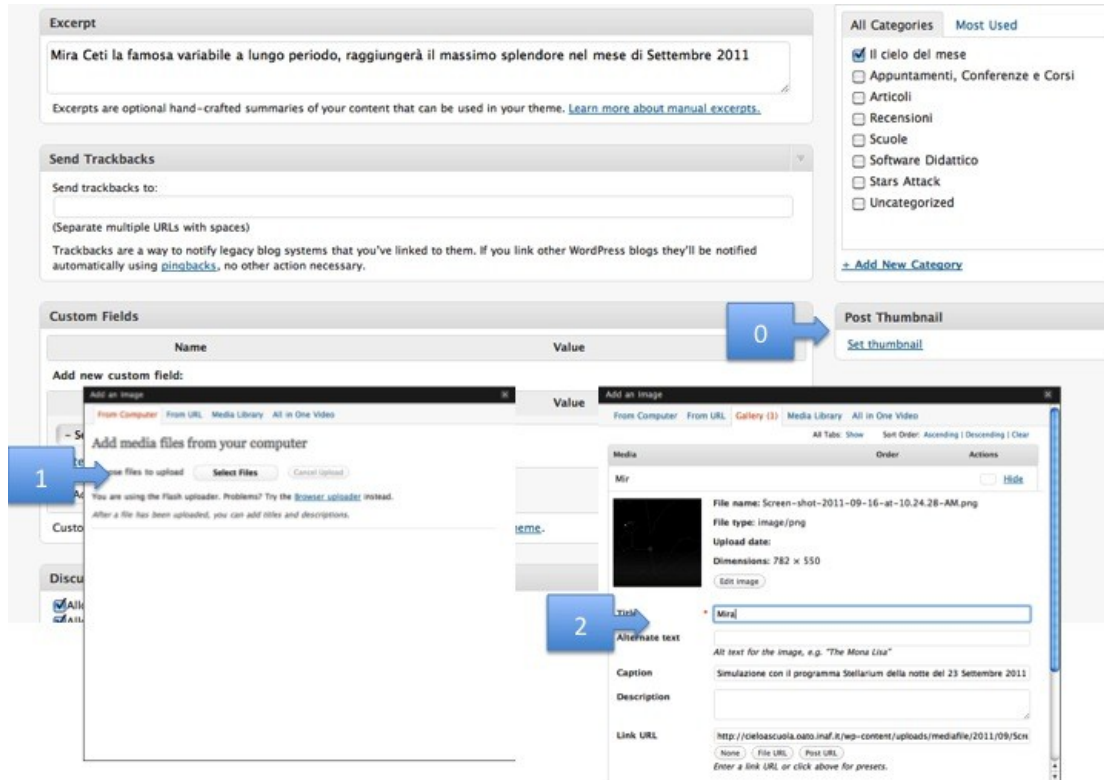 Excerpt
Mira Ceti la famosa variabile a lungo periodo, raggiungerà il massimo splendore nel mese di Settembre 2011
Excerpts are optional hand-crafted summaries of your content that can be used in your theme. Learn more about manual excerpts.
Send Trackbacks
Send trackbacks to:
(Separate multiple URLs with spaces)
Trackbacks are a way to notify legacy blog systems that you've linked to them. If you link other WordPress blogs they'll be notified
automatically using pingbacks, no other action necessary.
Custom Fields
Name Value
Add new custom field:
Value
All Categories Most Used
Il cielo del mese
Appuntamenti, Conferenze e Corsi
Articoli
Recensioni
Scuole
Software Didattico
Stars Attack
Uncategorized
+ Add New Category
0
Post Thumbnail
Set thumbnail
Add an Image
From Computer From URL Media Library All in One Video
Add media files from your computer
1
files to upload Select Files Cancel Upload
You are using the Flash uploader. Problems? Try the Browser uploader instead.
After a file has been uploaded, you can add titles and descriptions.
Custo
eme.
Discu
Add an Image
From Computer From URL Gallery (1) Media Library All in One Video
All Tabs: Show Sort Order: Ascending | Descending | Clear
Media Order Actions
Mir Hide
File name: Screen-shot-2011-09-16-at-10.24.28-AM.png
File type: image/png
Upload date:
Dimensions: 782 × 550
Edit image
2
Title * Mira
Alternate text
Alt text for the image, e.g. "The Mona Lisa"
Caption Simulazione con il programma Stellarium della notte del 23 Settembre 2011
Description
Link URL http://cieloascuola.oato.inaf.it/wp-content/uploads/mediafile/2011/09/Scre
None File URL Post URL
Enter a link URL or click above for presets.